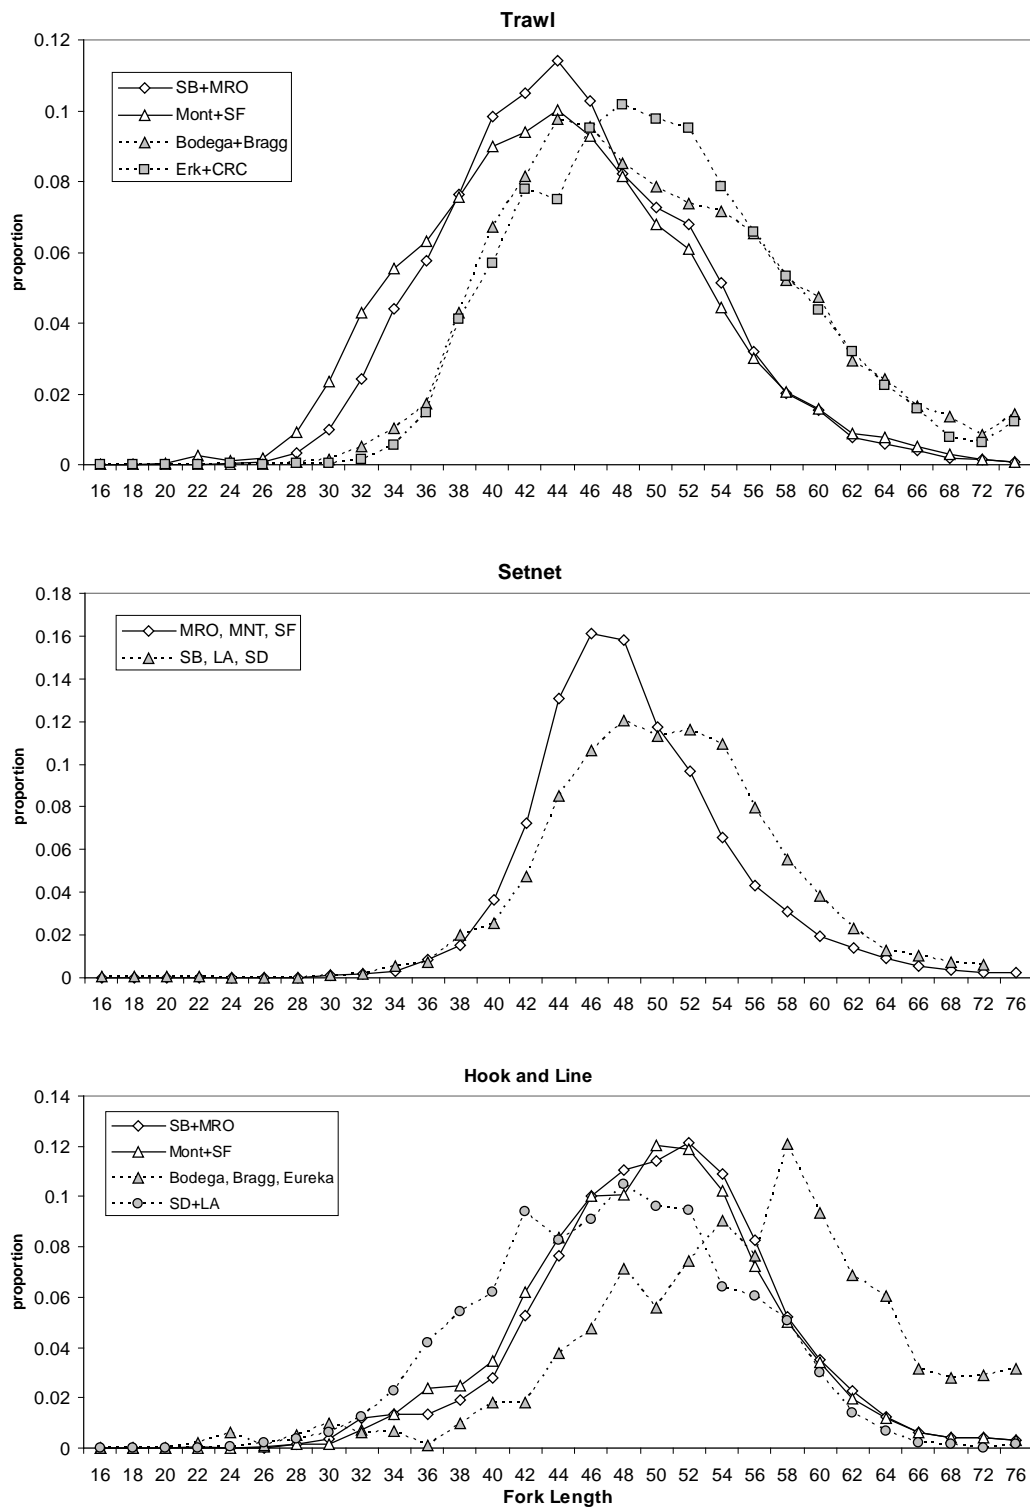 Trawl
0.12
0.1
0.08
0.06
0.04
0.02
0
proportion
SB+MRO
Mont+SF
Bodega+Bragg
Erk+CRC
16 18 20 22 24 26 28 30 32 34 36 38 40 42 44 46 48 50 52 54 56 58 60 62 64 66 68 72 76
Setnet
0.18
0.16
0.14
0.12
0.1
0.08
0.06
0.04
0.02
0
proportion
MRO, MNT, SF
SB, LA, SD
16 18 20 22 24 26 28 30 32 34 36 38 40 42 44 46 48 50 52 54 56 58 60 62 64 66 68 72 76
Hook and Line
0.14
0.12
0.1
0.08
0.06
0.04
0.02
0
proportion
SB+MRO
Mont+SF
Bodega, Bragg, Eureka
SD+LA
16 18 20 22 24 26 28 30 32 34 36 38 40 42 44 46 48 50 52 54 56 58 60 62 64 66 68 72 76
Fork Length